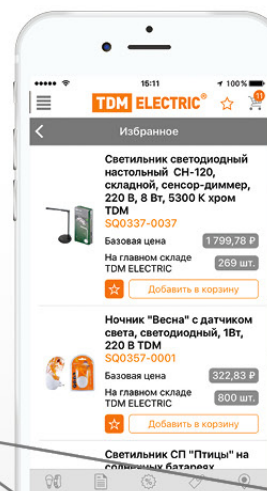 15:11
100%
TDM ELECTRIC®
11
Избранное
Светильник светодиодный
настольный СН-120,
складной, сенсор-диммер,
220 В, 8 Вт, 5300 К хром
TDM
SQ0337-0037
Базовая цена 1 799,78 ₽
На главном складе
TDM ELECTRIC 269 шт.
Добавить в корзину
Ночник "Весна" с датчиком
света, светодиодный, 1Вт,
220 В TDM
SQ0357-0001
Базовая цена 322,83 ₽
На главном складе
TDM ELECTRIC 800 шт.
Добавить в корзину
Светильник СП "Птицы" на
солнечных батареях